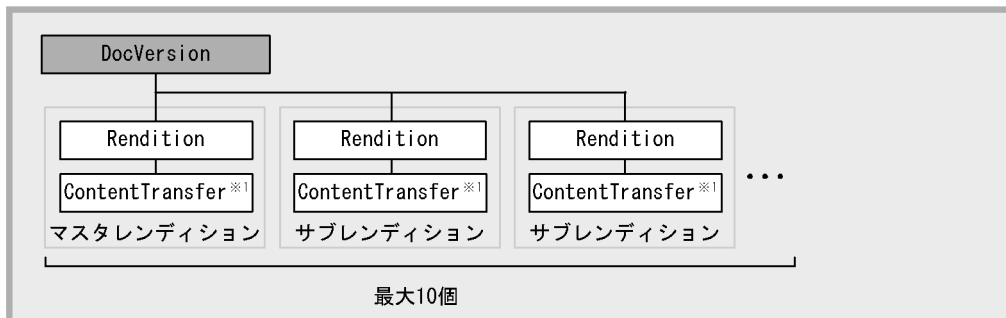 DocVersion
Rendition Rendition Rendition
ContentTransfer※1 ContentTransfer※1 ContentTransfer※1 ...
マスタレンディション サブレンディション サブレンディション
最大10個